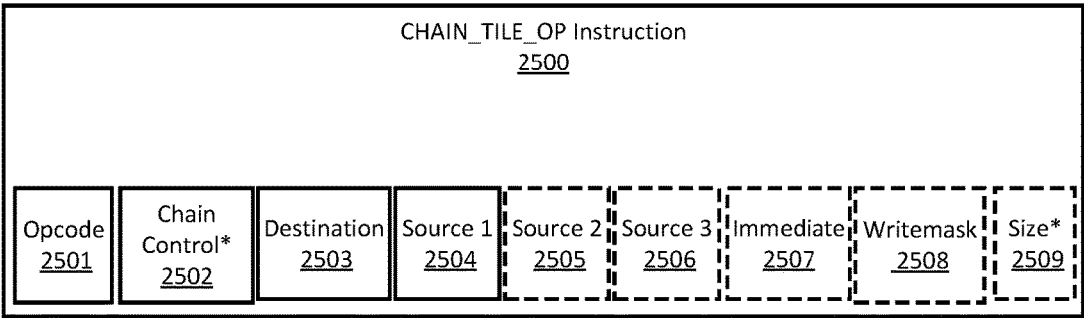 CHAIN_TILE_OP Instruction
2500
Opcode
2501
Chain
Control*
2502
Destination
2503
Source 1
2504
Source 2
2505
Source 3
2506
Immediate
2507
Writemask
2508
Size*
2509